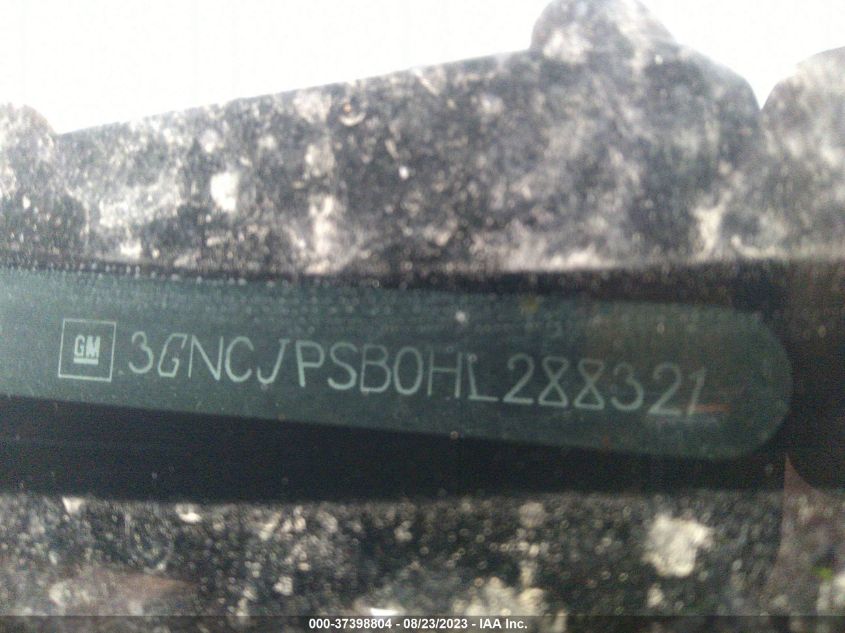 GM 3GNCJPSB0HL288321
000-37398804 - 08/23/2023 - IAA Inc.